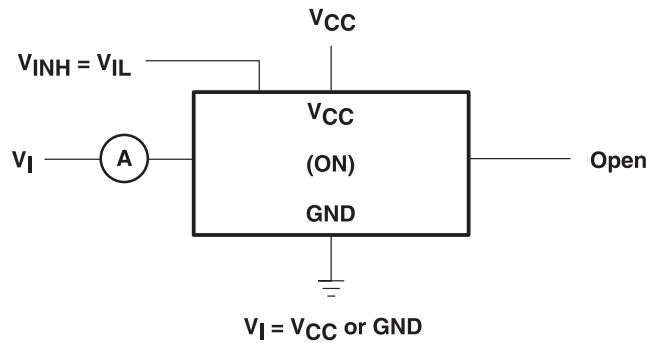 VCC
VINH = VIL
VCC
VI
A
(ON)
Open
GND
VI = VCC or GND